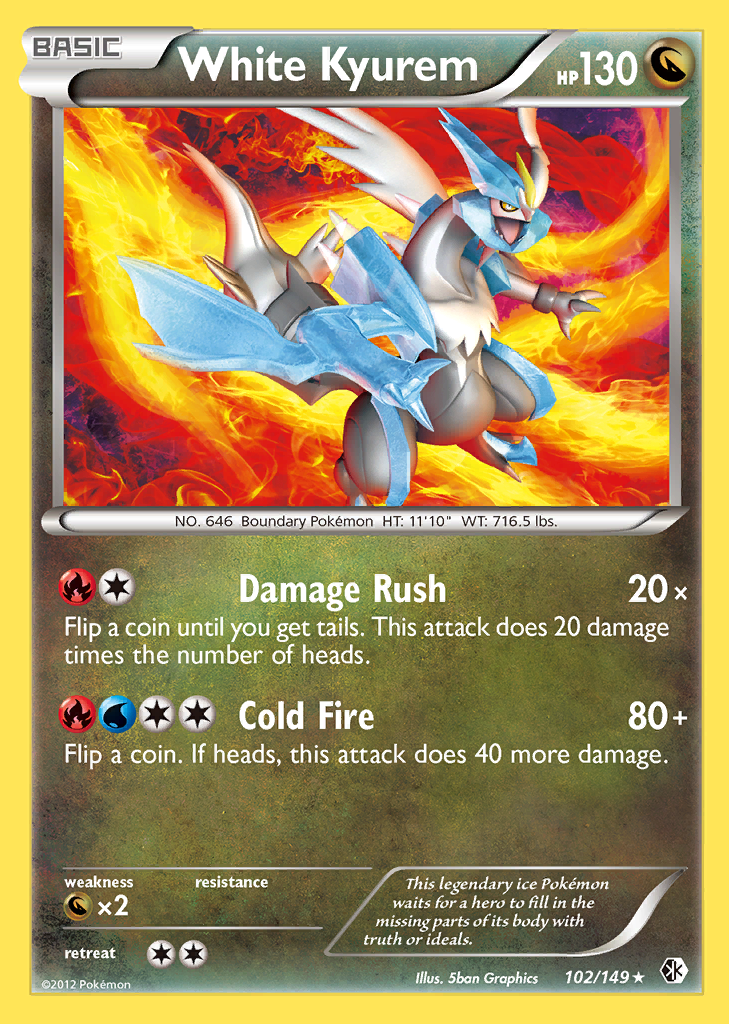 BASIC
White Kyurem
HP130
NO. 646 Boundary Pokémon HT: 11'10" WT: 716.5 lbs.
Damage Rush 20×
Flip a coin until you get tails. This attack does 20 damage
times the number of heads.
Cold Fire 80+
Flip a coin. If heads, this attack does 40 more damage.
weakness resistance
×2
retreat
This legendary ice Pokémon
waits for a hero to fill in the
missing parts of its body with
truth or ideals.
©2012 Pokémon
Illus. 5ban Graphics 102/149★